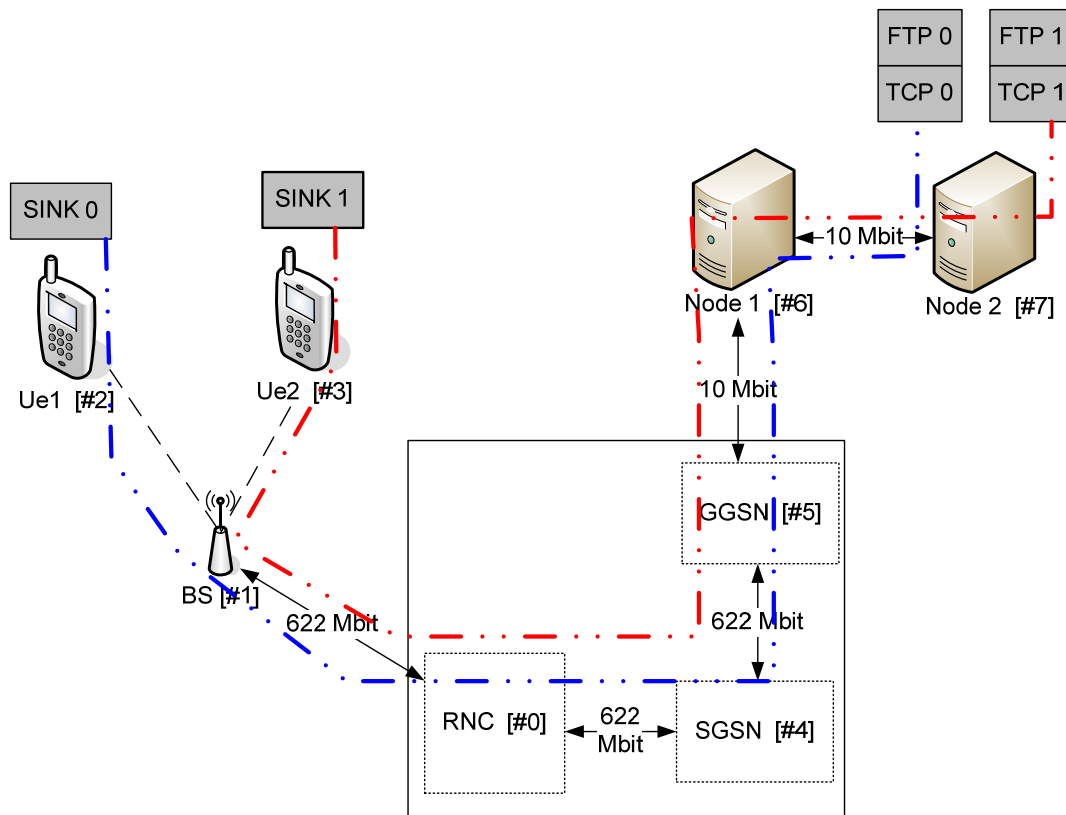 FTP 0
FTP 1
TCP 0
TCP 1
SINK 0
SINK 1
10 Mbit
Node 1 [#6]
Node 2 [#7]
Ue1 [#2]
Ue2 [#3]
10 Mbit
GGSN [#5]
BS [#1]
622 Mbit
622 Mbit
RNC [#0]
622
Mbit
SGSN [#4]